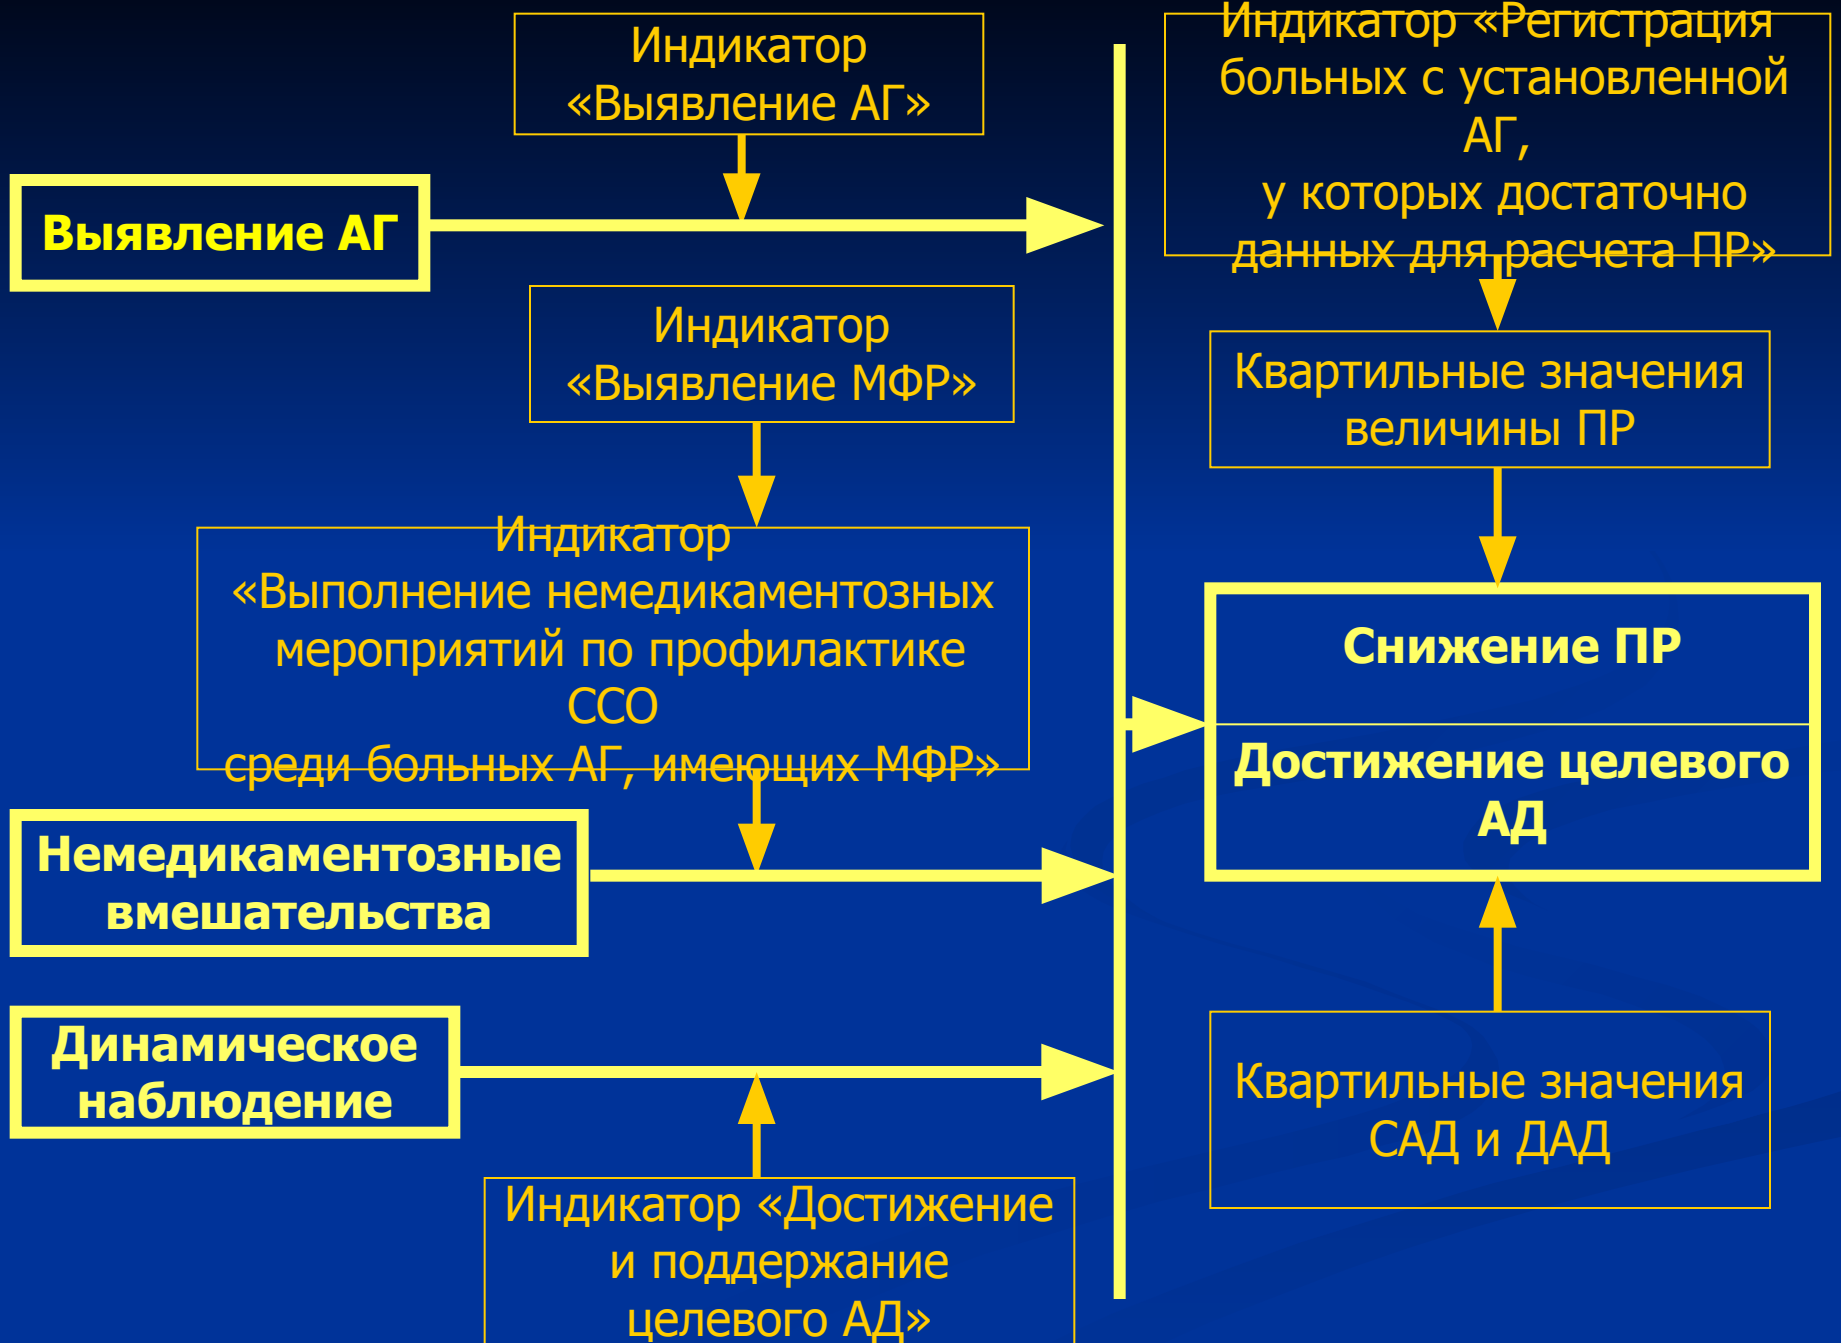 Индикатор
«Выявление АГ»
Выявление АГ
Индикатор
«Выявление МФР»
Индикатор
«Выполнение немедикаментозных
мероприятий по профилактике
ССО
среди больных АГ, имеющих МФР»
Немедикаментозные
вмешательства
Динамическое
наблюдение
Индикатор «Достижение
и поддержание
целевого АД»
Индикатор «Регистрация
больных с установленной
АГ,
у которых достаточно
данных для расчета ПР»
Квартильные значения
величины ПР
Снижение ПР
Достижение целевого
АД
Квартильные значения
САД и ДАД